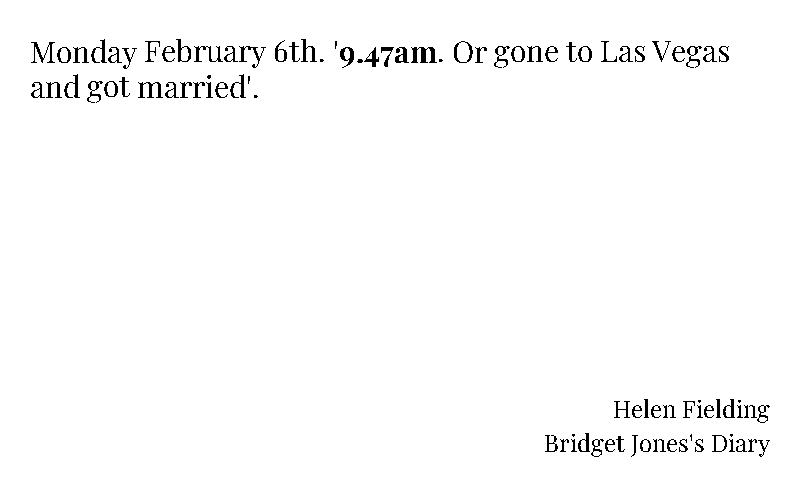 Monday February 6th. '9.47am. Or gone to Las Vegas
and got married'.
Helen Fielding
Bridget Jones's Diary